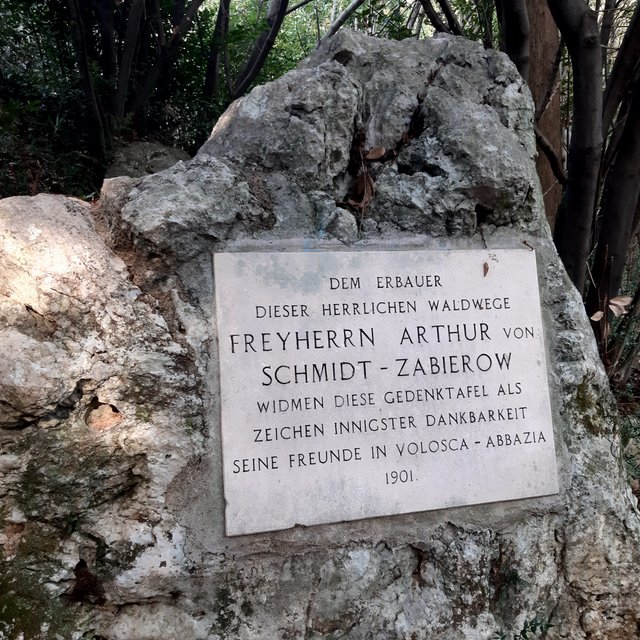 DEM ERBAUER
DIESER HERRLICHEN WALDWEGE
FREYHERRN ARTHUR VON
SCHMIDT-ZABIEROW
WIDMEN DIESE GEDENKTAFEL ALS
ZEICHEN INNIGSTER DANKBARKEIT
SEINE FREUNDE IN VOLOSCA-ABBAZIA
1901.